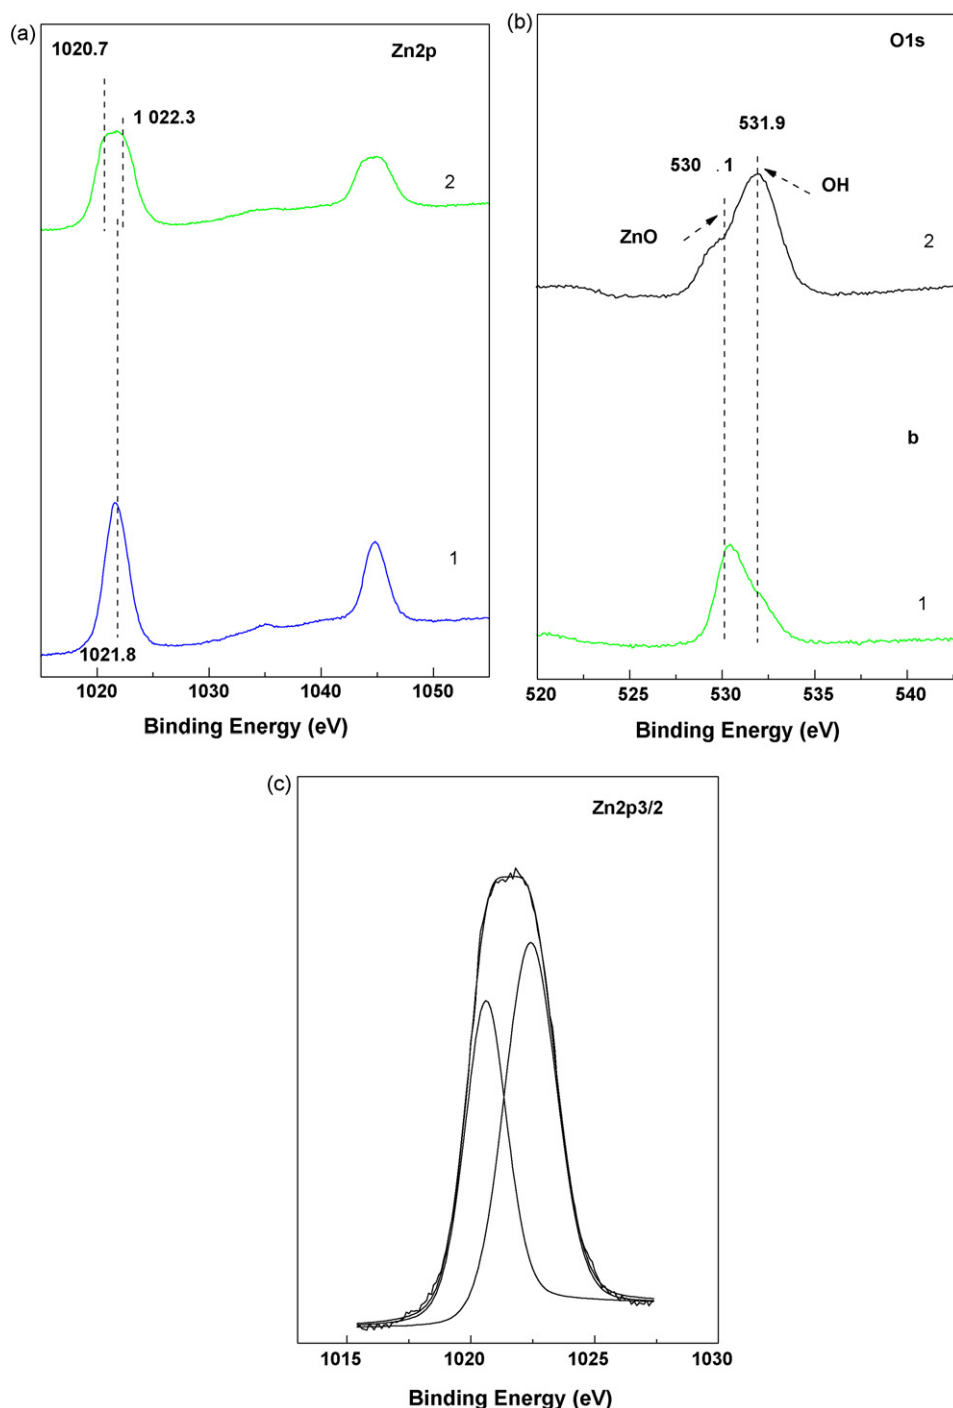 (a)
1020.7
Zn2p
1 022.3
2
1
1021.8
1020 1030 1040 1050
Binding Energy (eV)
(b)
O1s
531.9
530 . 1
OH
ZnO
2
b
1
520 525 530 535 540
Binding Energy (eV)
(c)
Zn2p3/2
1015 1020 1025 1030
Binding Energy (eV)